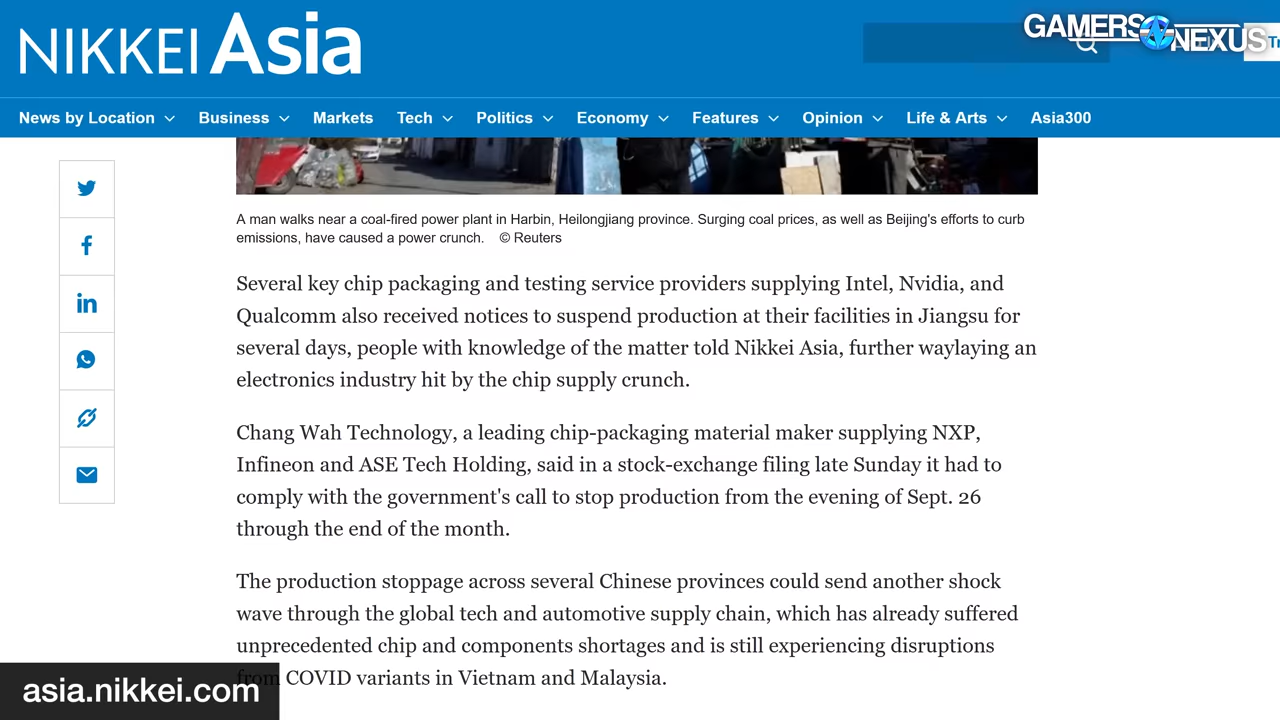 NIKKEI Asia
GAMERS NEXUS
News by Location Business Markets Tech Politics Economy Features Opinion Life & Arts Asia300
A man walks near a coal-fired power plant in Harbin, Heilongjiang province. Surging coal prices, as well as Beijing's efforts to curb
emissions, have caused a power crunch. © Reuters
Several key chip packaging and testing service providers supplying Intel, Nvidia, and
Qualcomm also received notices to suspend production at their facilities in Jiangsu for
several days, people with knowledge of the matter told Nikkei Asia, further waylaying an
electronics industry hit by the chip supply crunch.
Chang Wah Technology, a leading chip-packaging material maker supplying NXP,
Infineon and ASE Tech Holding, said in a stock-exchange filing late Sunday it had to
comply with the government's call to stop production from the evening of Sept. 26
through the end of the month.
The production stoppage across several Chinese provinces could send another shock
wave through the global tech and automotive supply chain, which has already suffered
unprecedented chip and components shortages and is still experiencing disruptions
from COVID variants in Vietnam and Malaysia.
asia.nikkei.com